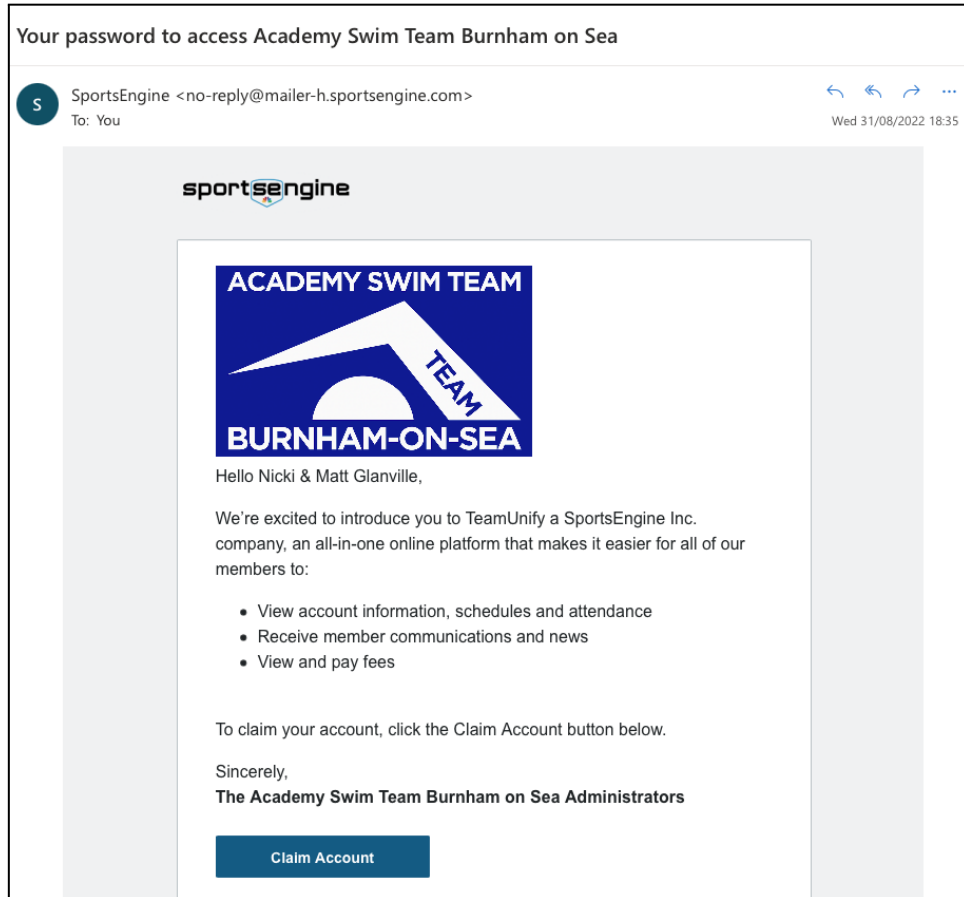 Your password to access Academy Swim Team Burnham on Sea
S
SportsEngine <no-reply@mailer-h.sportsengine.com>
To: You
Wed 31/08/2022 18:35
sportsengine
ACADEMY SWIM TEAM
TEAM
BURNHAM-ON-SEA
Hello Nicki & Matt Glanville,
We’re excited to introduce you to TeamUnify a SportsEngine Inc.
company, an all-in-one online platform that makes it easier for all of our
members to:
• View account information, schedules and attendance
• Receive member communications and news
• View and pay fees
To claim your account, click the Claim Account button below.
Sincerely,
The Academy Swim Team Burnham on Sea Administrators
Claim Account